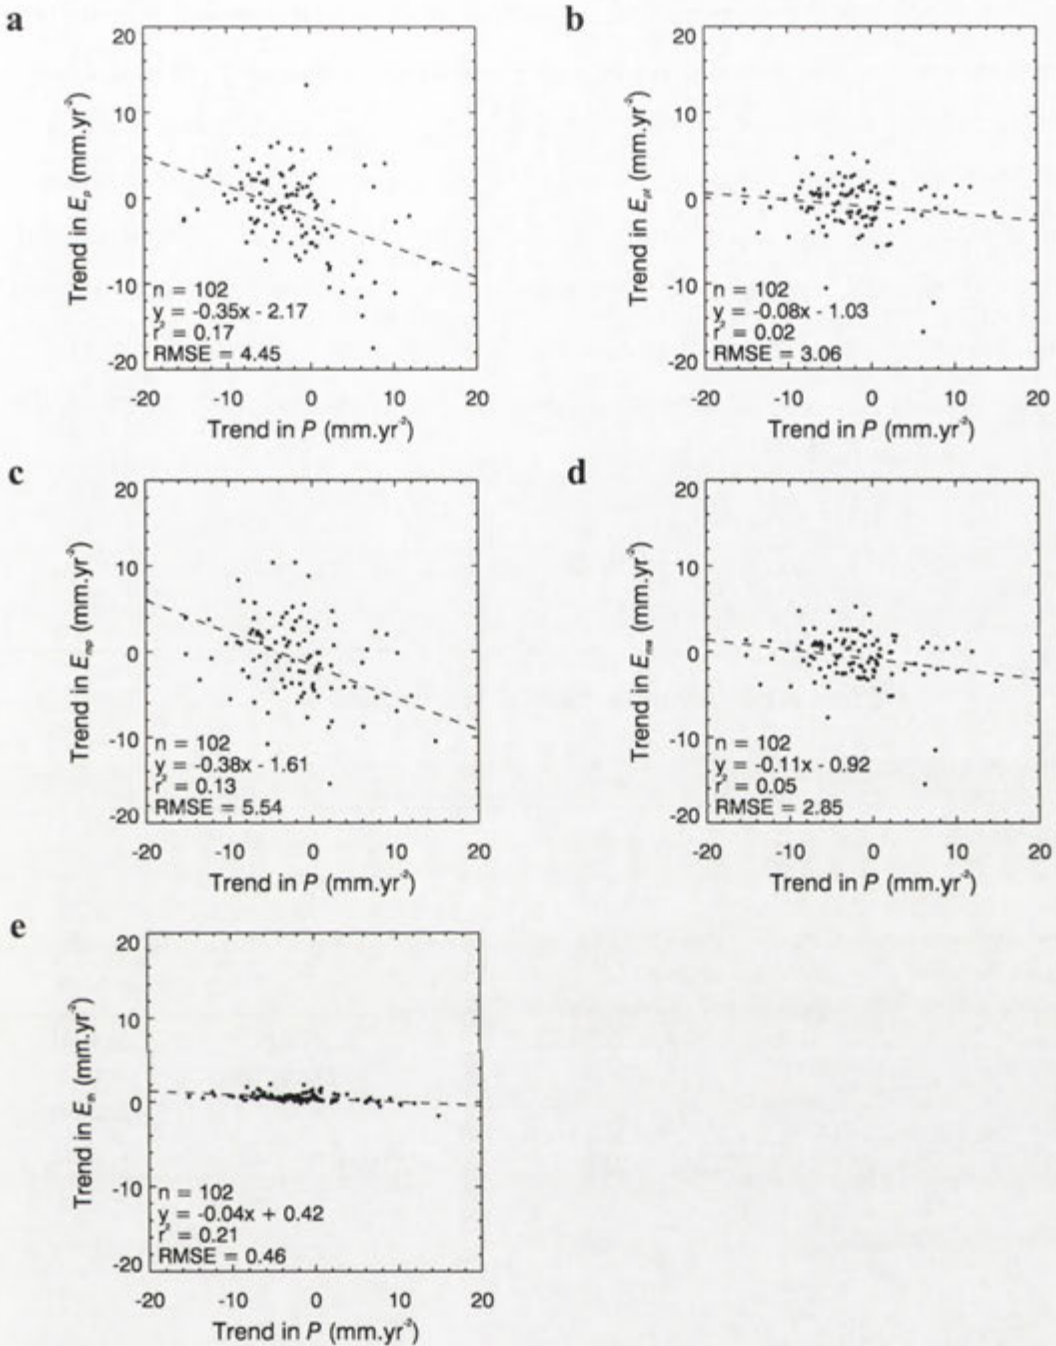 a
20
10
0
-10
-20
Trend in Ep (mm.yr-2)
n = 102
y = -0.35x - 2.17
r2 = 0.17
RMSE = 4.45
-20 -10 0 10 20
Trend in P (mm.yr-2)
b
20
10
0
-10
-20
Trend in Ept (mm.yr-2)
n = 102
y = -0.08x - 1.03
r2 = 0.02
RMSE = 3.06
-20 -10 0 10 20
Trend in P (mm.yr-2)
c
20
10
0
-10
-20
Trend in Emp (mm.yr-2)
n = 102
y = -0.38x - 1.61
r2 = 0.13
RMSE = 5.54
-20 -10 0 10 20
Trend in P (mm.yr-2)
d
20
10
0
-10
-20
Trend in (mm.yr-2)
n = 102
y = -0.11x - 0.92
r2 = 0.05
RMSE = 2.85
-20 -10 0 10 20
Trend in P (mm.yr-2)
e
20
10
0
-10
-20
Trend in Eth (mm.yr-2)
n = 102
y = -0.04x + 0.42
r2 = 0.21
RMSE = 0.46
-20 -10 0 10 20
Trend in P (mm.yr-2)